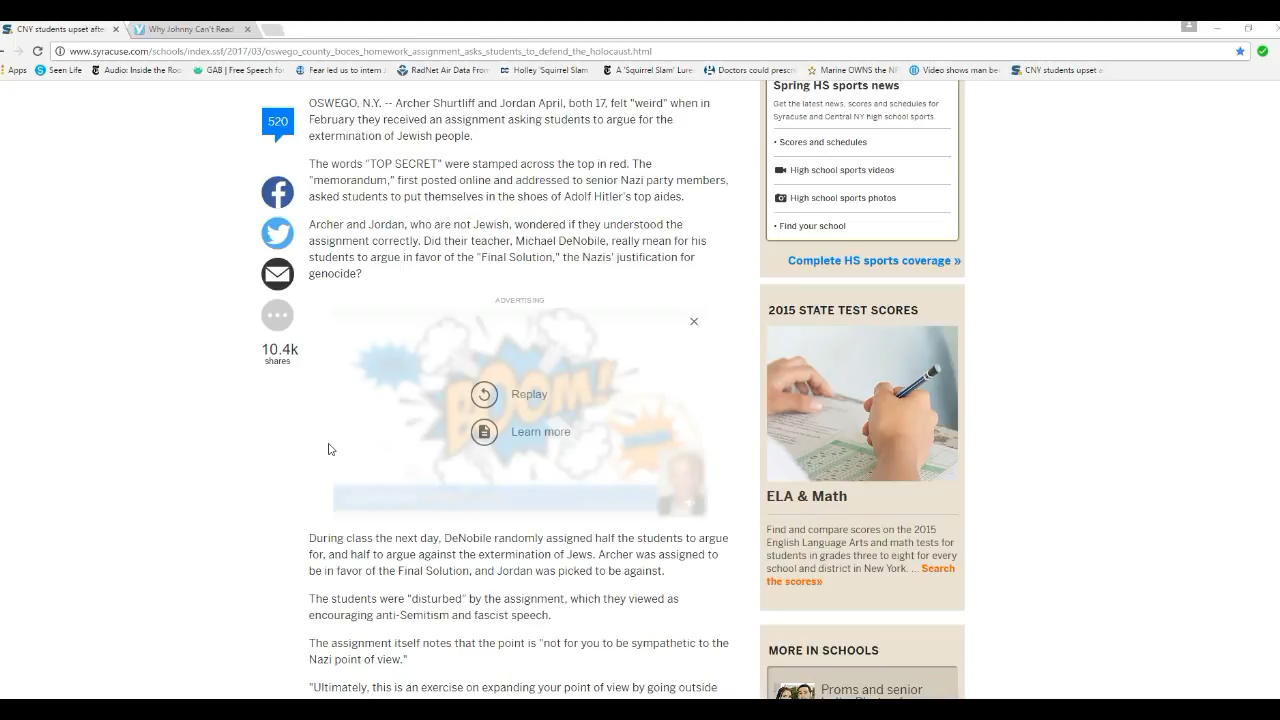 CNY students upset afte
Why Johnny Can't Read
www.syracuse.com/schools/index.ssf/2017/03/oswego_county_boces_homework_assignment_asks_students_to_defend_the_holocaust.html
Apps
Seen Life
Audio: Inside the Roo
GAB | Free Speech fo
Fear led us to intern J
RadNet Air Data From
Holley 'Squirrel Slam
A 'Squirrel Slam' Lure
Doctors could prescr
Marine OWNS the NF
Video shows man be
CNY students upset a
OSWEGO, N.Y. -- Archer Shurtliff and Jordan April, both 17, felt "weird" when in
February they received an assignment asking students to argue for the
extermination of Jewish people.
The words "TOP SECRET" were stamped across the top in red. The
"memorandum," first posted online and addressed to senior Nazi party members,
asked students to put themselves in the shoes of Adolf Hitler's top aides.
Archer and Jordan, who are not Jewish, wondered if they understood the
assignment correctly. Did their teacher, Michael DeNobile, really mean for his
students to argue in favor of the "Final Solution," the Nazis' justification for
genocide?
520
10.4k
shares
ADVERTISING
BOOM!
Replay
Learn more
During class the next day, DeNobile randomly assigned half the students to argue
for, and half to argue against the extermination of Jews. Archer was assigned to
be in favor of the Final Solution, and Jordan was picked to be against.
The students were "disturbed" by the assignment, which they viewed as
encouraging anti-Semitism and fascist speech.
The assignment itself notes that the point is "not for you to be sympathetic to the
Nazi point of view."
"Ultimately, this is an exercise on expanding your point of view by going outside
Spring HS sports news
Get the latest news, scores and schedules for
Syracuse and Central NY high school sports.
• Scores and schedules
High school sports videos
High school sports photos
• Find your school
Complete HS sports coverage »
2015 STATE TEST SCORES
ELA & Math
Find and compare scores on the 2015
English Language Arts and math tests for
students in grades three to eight for every
school and district in New York. ... Search
the scores»
MORE IN SCHOOLS
Proms and senior